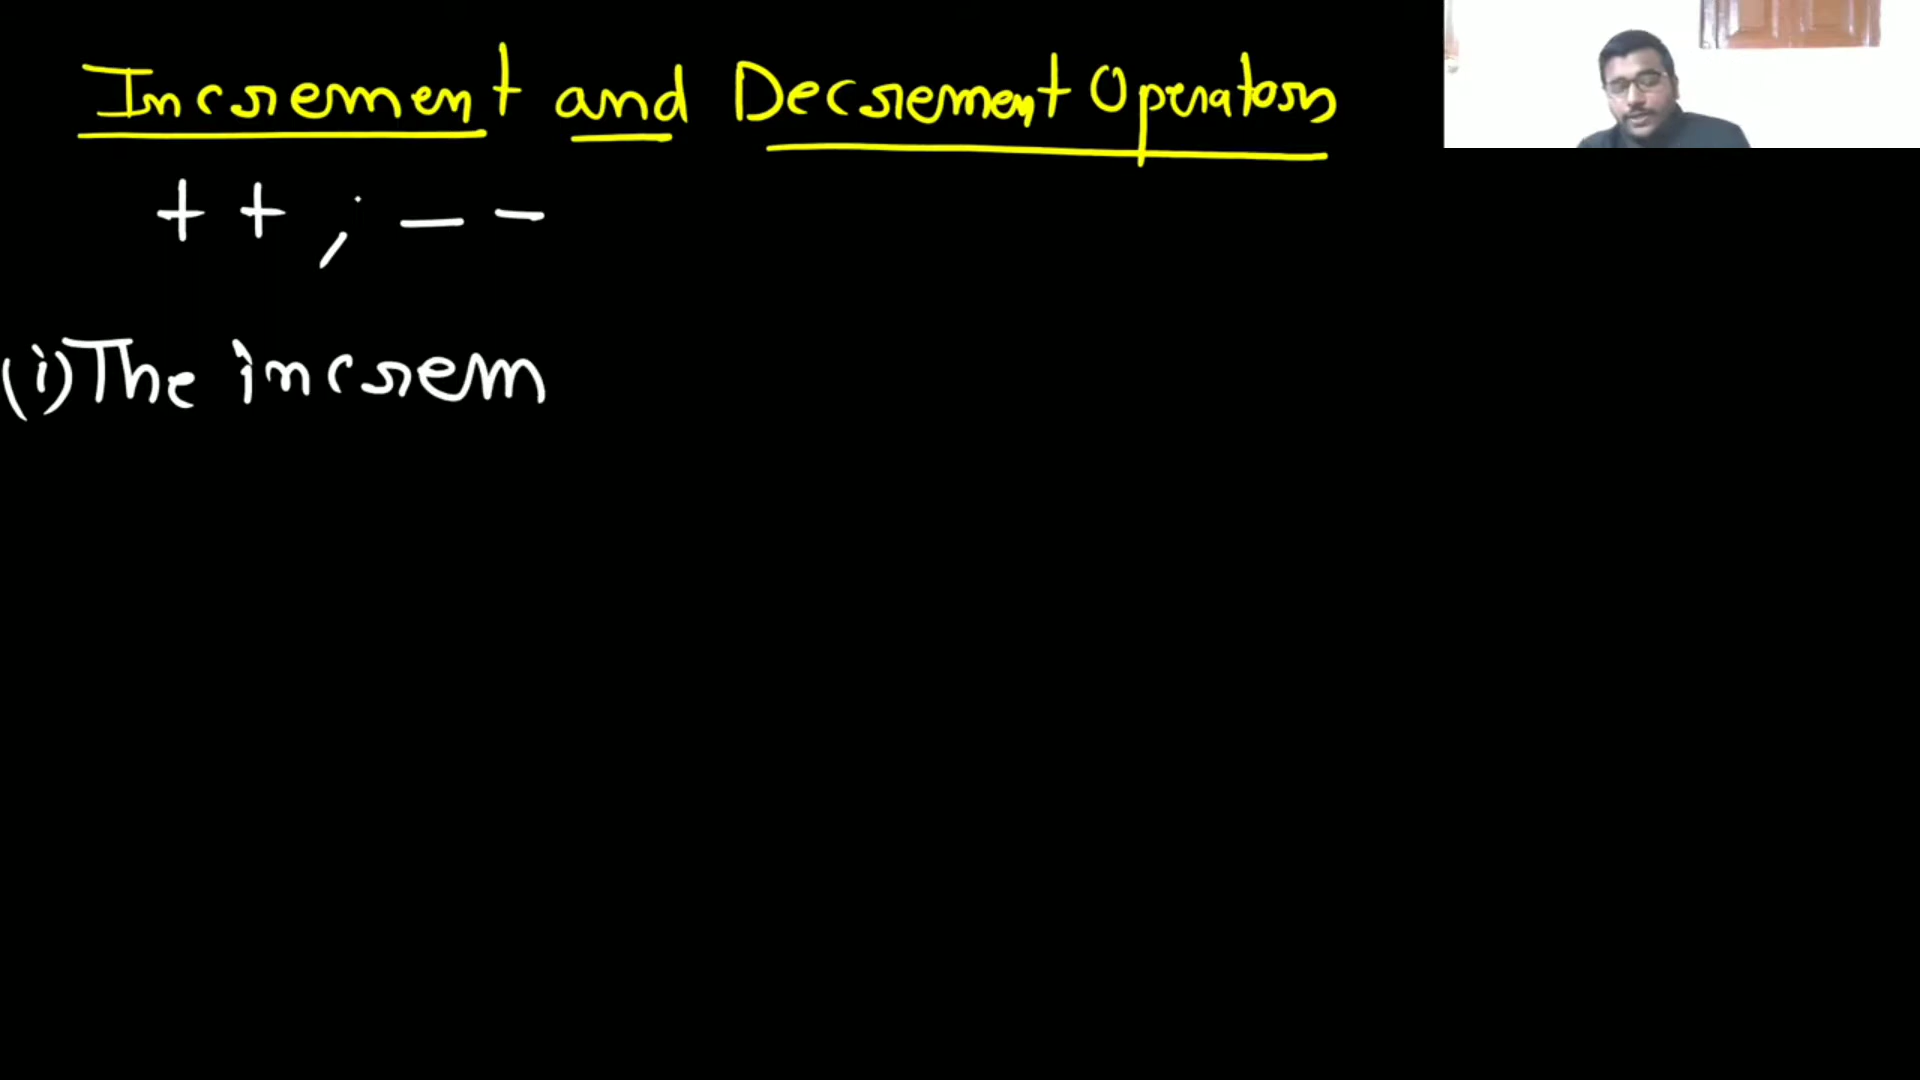 Increment and Decrement Operators
++ ; --
(i) The increm